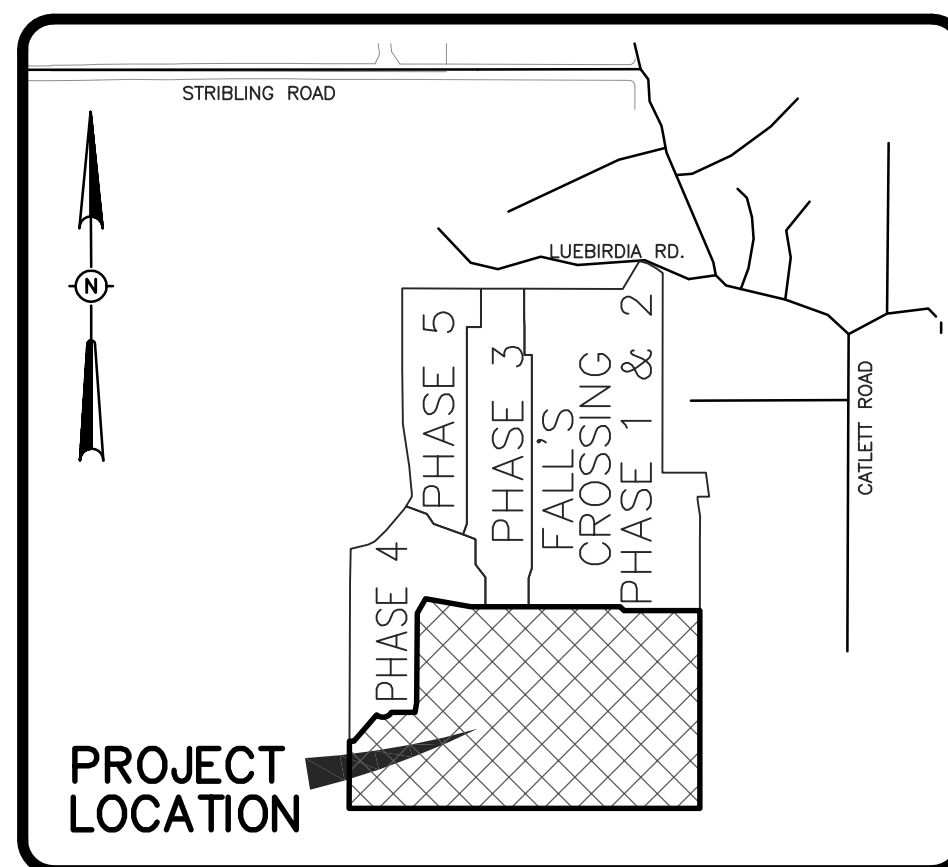 STRIBLING ROAD
N
LUEBIRDIA RD.
PHASE 5
PHASE 3
FALL'S
CROSSING
PHASE 1 & 2
CATLETT ROAD
PHASE 4
PROJECT
LOCATION